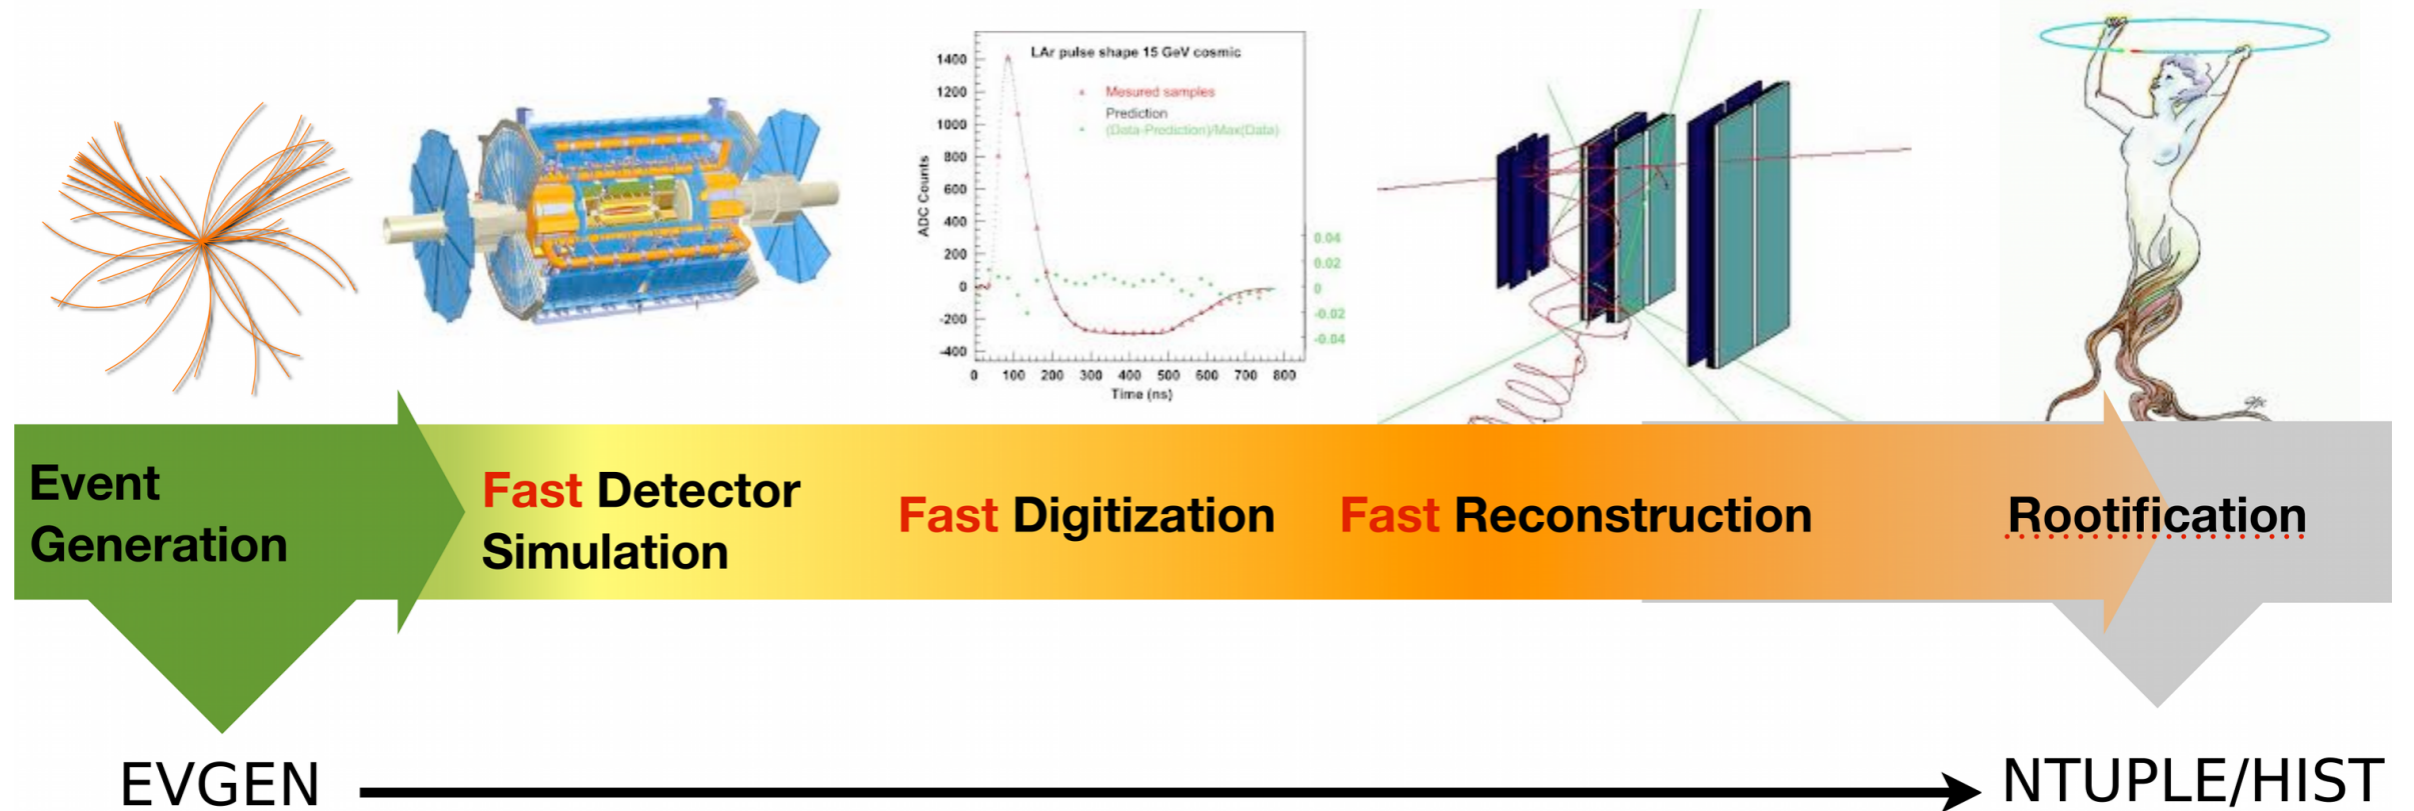 LAr pulse shape 15 GeV cosmic
Mesured samples
Prediction
(Data-Prediction)/Max(Data)
ADC Counts
1400
1200
1000
800
600
400
200
0
-200
-400
0.04
0.02
0
-0.02
-0.04
0 100 200 300 400 500 600 700 800
Time (ns)
Event
Generation
Fast Detector
Simulation
Fast Digitization
Fast Reconstruction
Rootification
EVGEN
NTUPLE/HIST